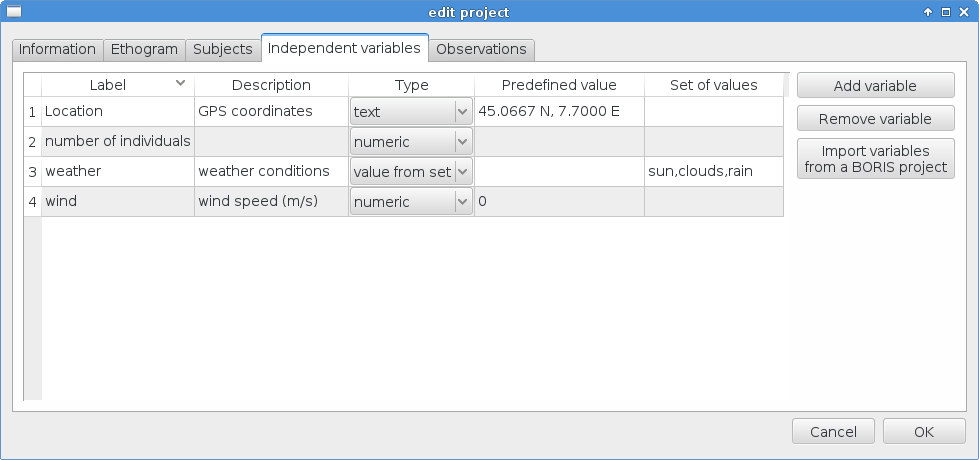 edit project
Information Ethogram Subjects Independent variables Observations
Label Description Type Predefined value Set of values
1 Location GPS coordinates text 45.0667 N, 7.7000 E
2 number of individuals numeric
3 weather weather conditions value from set sun,clouds,rain
4 wind wind speed (m/s) numeric 0
Add variable
Remove variable
Import variables
from a BORIS project
Cancel OK